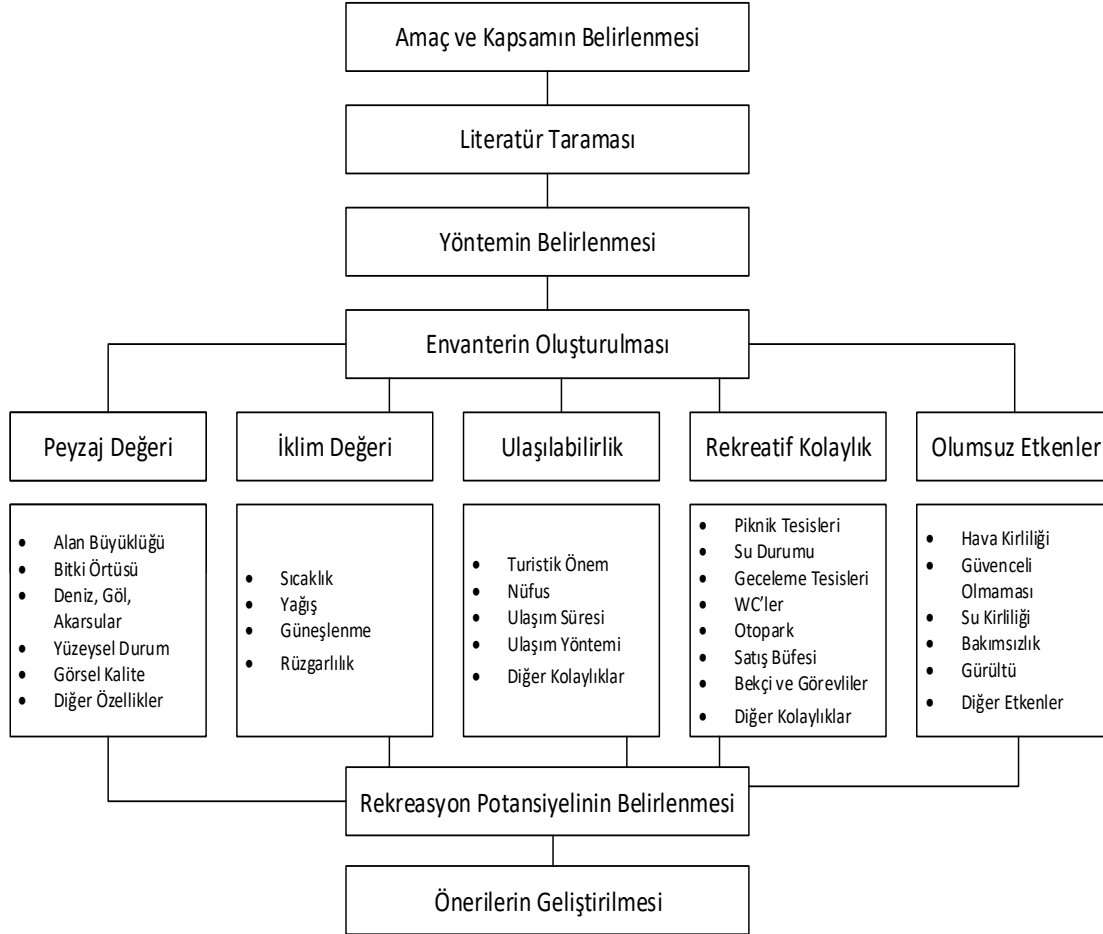 Amaç ve Kapsamın Belirlenmesi
Literatür Taraması
Yöntemin Belirlenmesi
Envanterin Oluşturulması
Peyzaj Değeri
İklim Değeri
Ulaşılabilirlik
Rekreatif Kolaylık
Olumsuz Etkenler
• Alan Büyüklüğü
• Bitki Örtüsü
• Deniz, Göl,
Akarsular
• Yüzeysel Durum
• Görsel Kalite
• Diğer Özellikler
• Sıcaklık
• Yağış
• Güneşlenme
• Rüzgarlılık
• Turistik Önem
• Nüfus
• Ulaşım Süresi
• Ulaşım Yöntemi
• Diğer Kolaylıklar
• Piknik Tesisleri
• Su Durumu
• Geceleme Tesisleri
• WC’ler
• Otopark
• Satış Büfesi
• Bekçi ve Görevliler
• Diğer Kolaylıklar
• Hava Kirliliği
• Güvenceli
Olmaması
• Su Kirliliği
• Bakımsızlık
• Gürültü
• Diğer Etkenler
Rekreasyon Potansiyelinin Belirlenmesi
Önerilerin Geliştirilmesi